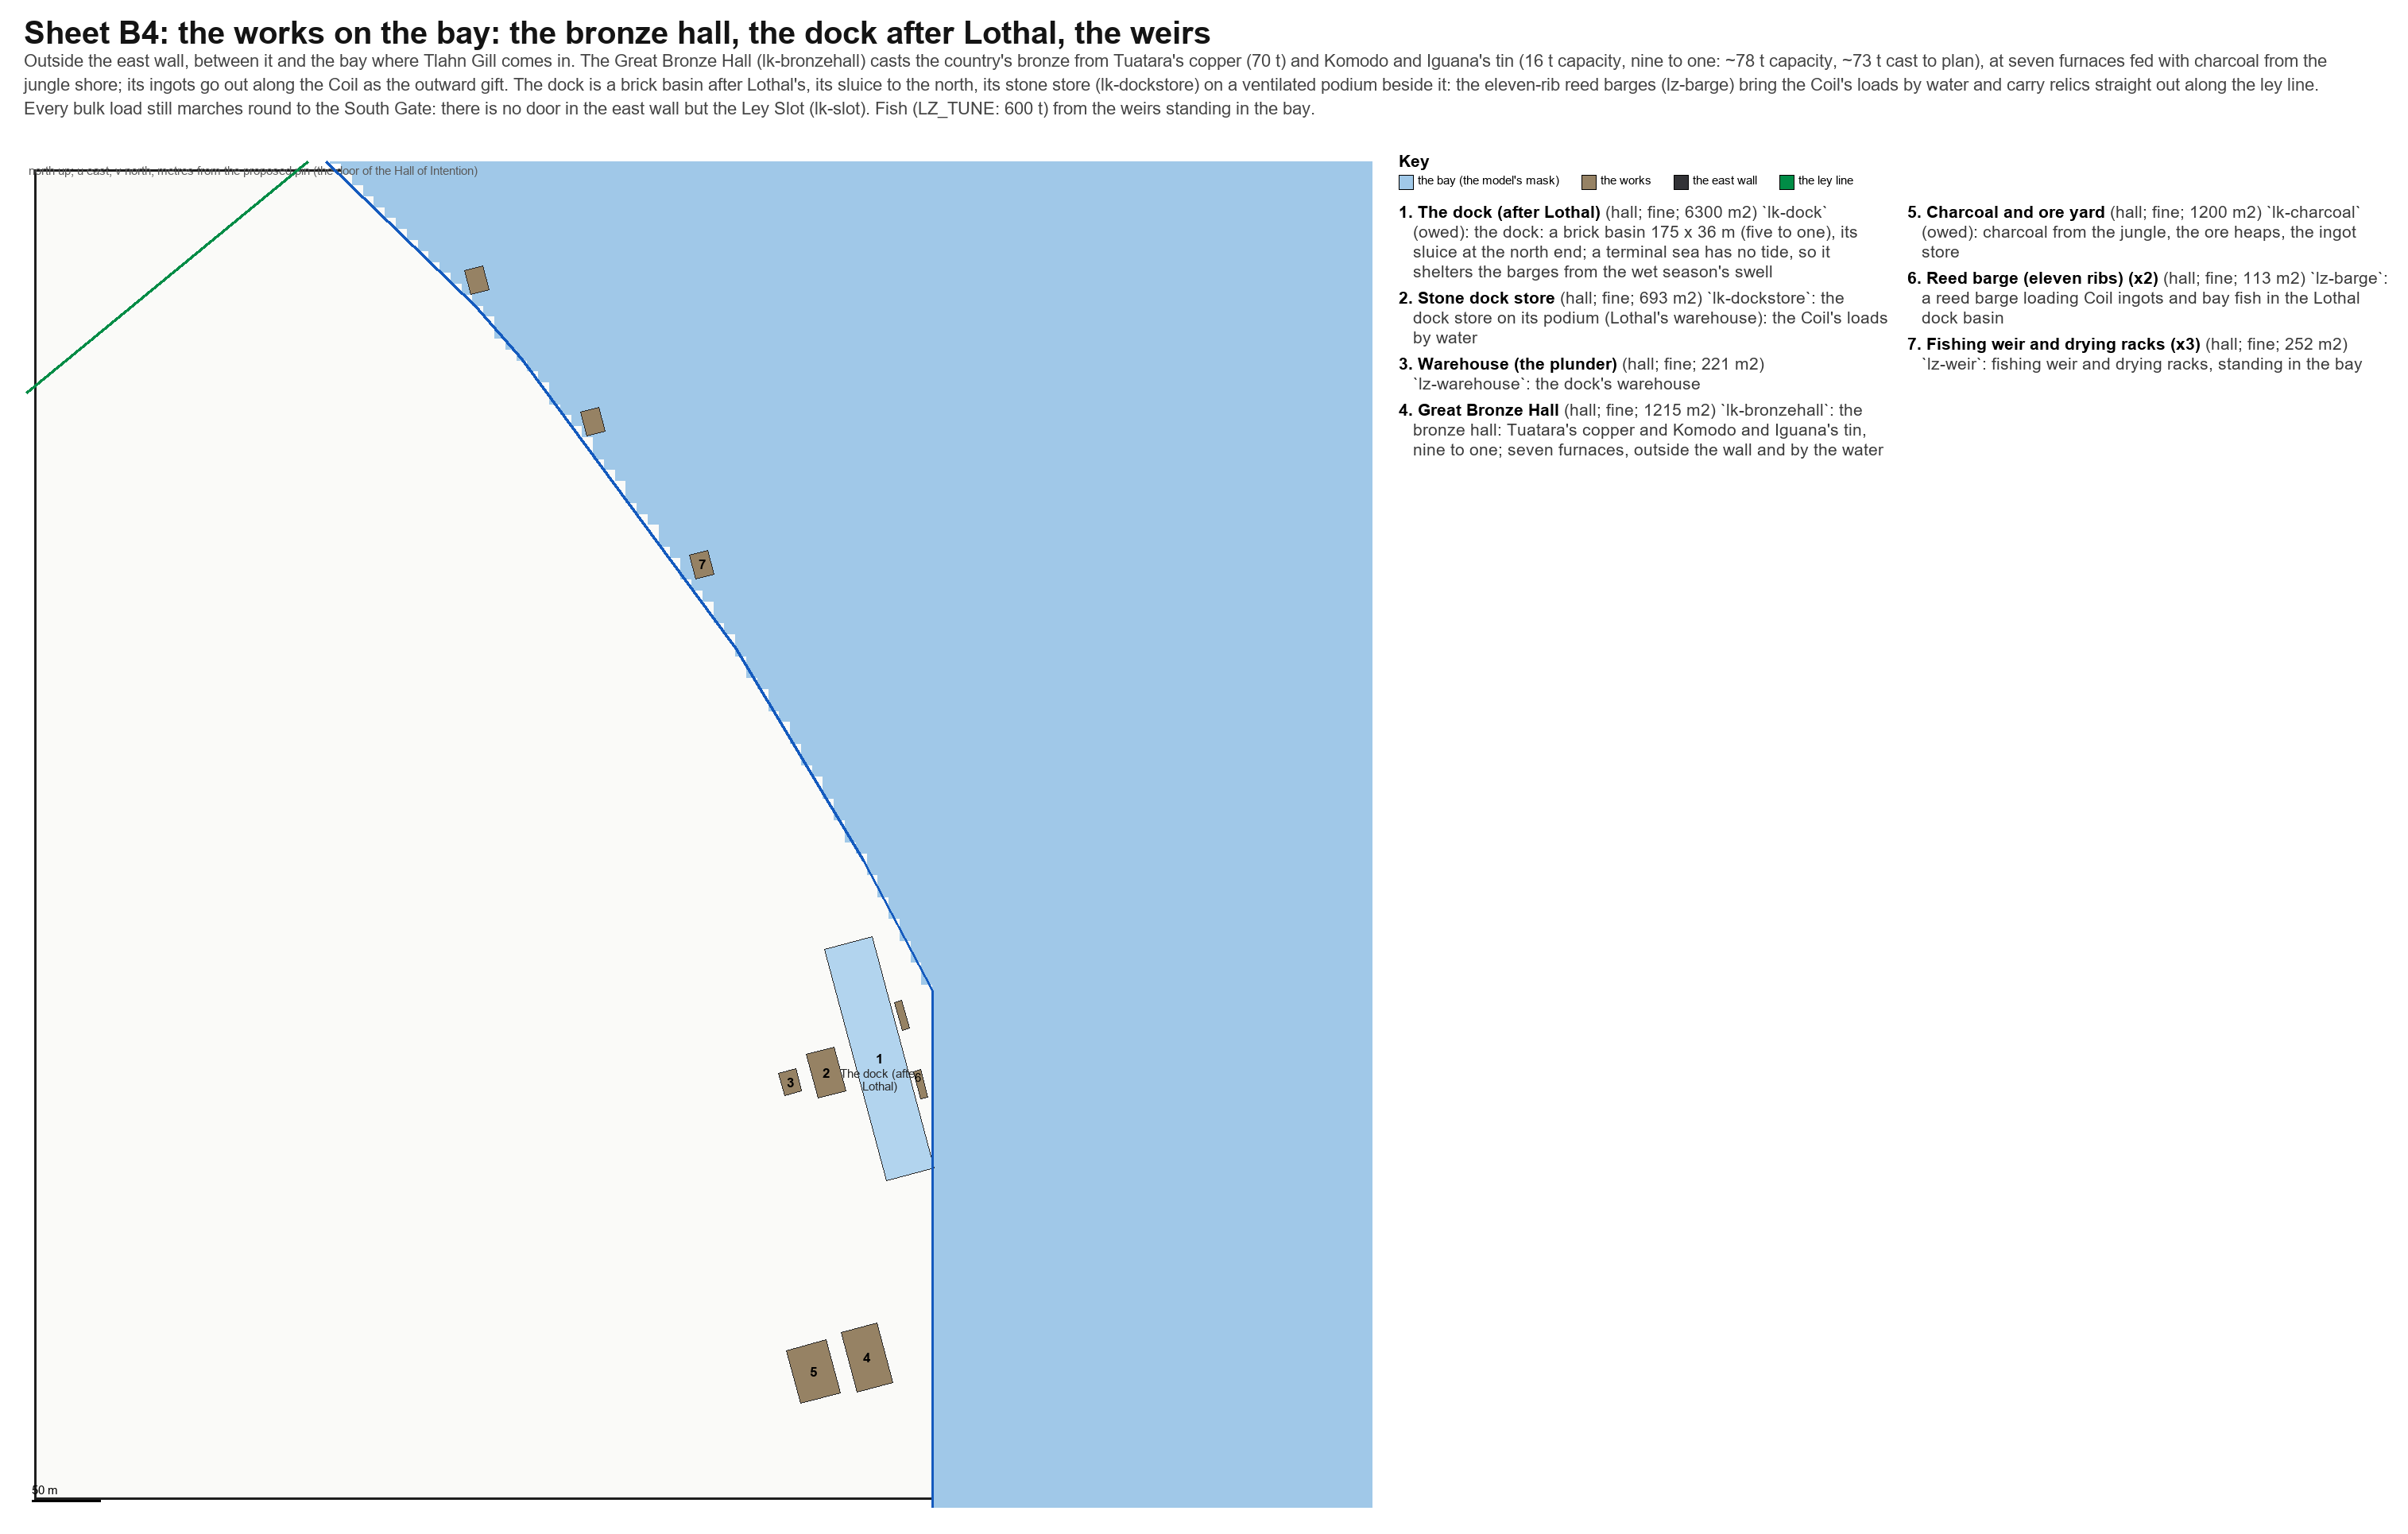 Sheet B4: the works on the bay: the bronze hall, the dock after Lothal, the weirs
Outside the east wall, between it and the bay where Tlahn Gill comes in. The Great Bronze Hall (lk-bronzehall) casts the country's bronze from Tuatara's copper (70 t) and Komodo and Iguana's tin (16 t capacity, nine to one: ~78 t capacity, ~73 t cast to plan), at seven furnaces fed with charcoal from the
jungle shore; its ingots go out along the Coil as the outward gift. The dock is a brick basin after Lothal's, its sluice to the north, its stone store (lk-dockstore) on a ventilated podium beside it: the eleven-rib reed barges (lz-barge) bring the Coil's loads by water and carry relics straight out along the ley line.
Every bulk load still marches round to the South Gate: there is no door in the east wall but the Ley Slot (lk-slot). Fish (LZ_TUNE: 600 t) from the weirs standing in the bay.
north up, u east, v north, metres from the proposed pin (the door of the Hall of Intention)
7
1
The dock (after
Lothal)
2
3
6
4
5
50 m
Key
the bay (the model's mask)
the works
the east wall
the ley line
1. The dock (after Lothal) (hall; fine; 6300 m2) `lk-dock`
(owed): the dock: a brick basin 175 x 36 m (five to one), its
sluice at the north end; a terminal sea has no tide, so it
shelters the barges from the wet season's swell
2. Stone dock store (hall; fine; 693 m2) `lk-dockstore`: the
dock store on its podium (Lothal's warehouse): the Coil's loads
by water
3. Warehouse (the plunder) (hall; fine; 221 m2)
`lz-warehouse`: the dock's warehouse
4. Great Bronze Hall (hall; fine; 1215 m2) `lk-bronzehall`: the
bronze hall: Tuatara's copper and Komodo and Iguana's tin,
nine to one; seven furnaces, outside the wall and by the water
5. Charcoal and ore yard (hall; fine; 1200 m2) `lk-charcoal`
(owed): charcoal from the jungle, the ore heaps, the ingot
store
6. Reed barge (eleven ribs) (x2) (hall; fine; 113 m2) `lz-barge`:
a reed barge loading Coil ingots and bay fish in the Lothal
dock basin
7. Fishing weir and drying racks (x3) (hall; fine; 252 m2)
`lz-weir`: fishing weir and drying racks, standing in the bay